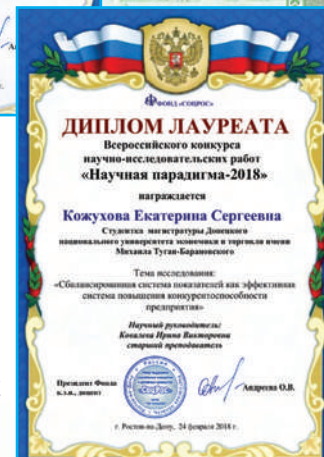 ФОНД «СОЦРОС»
ДИПЛОМ ЛАУРЕАТА
Всероссийского конкурса
научно-исследовательских работ
«Научная парадигма-2018»
награждается
Кожухова Екатерина Сергеевна
Студентка магистратуры Донецкого
национального университета экономики и торговли имени
Михаила Туган-Барановского
Тема исследования:
«Сбалансированная система показателей как эффективная
система повышения конкурентоспособности
предприятия»
Научный руководитель:
Ковалева Ирина Викторовна
старший преподаватель
Президент Фонда
к.э.н., доцент
Андреева О.В.
г. Ростов-на-Дону, 24 февраля 2018 г.